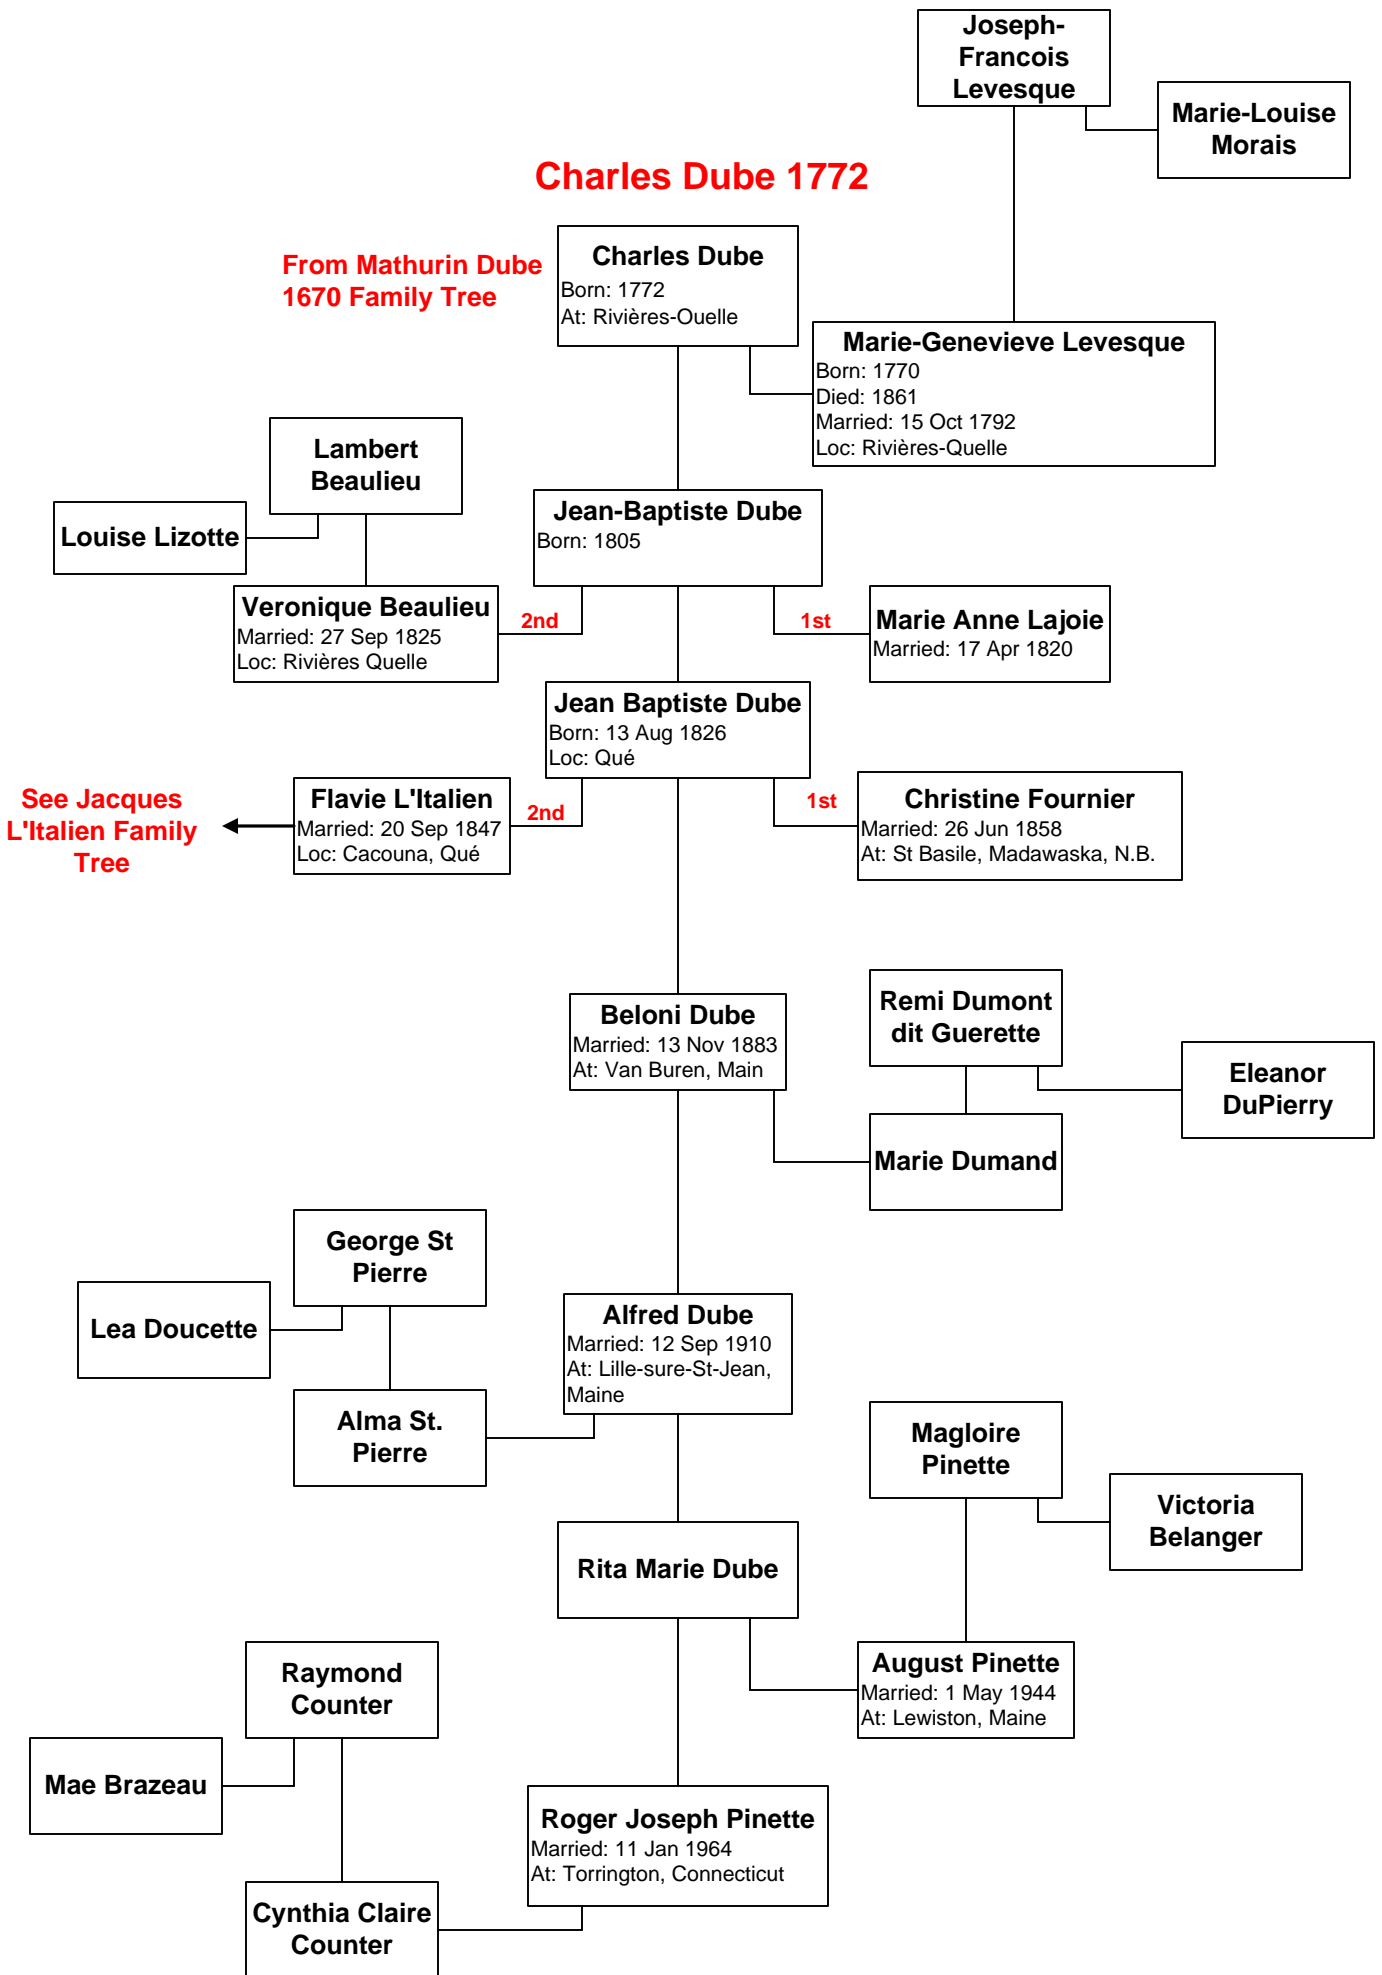 Joseph-
Francois
Levesque
Marie-Louise
Morais
Charles Dube 1772
From Mathurin Dube
1670 Family Tree
Charles Dube
Born: 1772
At: Rivières-Ouelle
Marie-Genevieve Levesque
Born: 1770
Died: 1861
Married: 15 Oct 1792
Loc: Rivières-Quelle
Lambert
Beaulieu
Louise Lizotte
Jean-Baptiste Dube
Born: 1805
Veronique Beaulieu
Married: 27 Sep 1825
Loc: Rivières Quelle
2nd
1st
Marie Anne Lajoie
Married: 17 Apr 1820
Jean Baptiste Dube
Born: 13 Aug 1826
Loc: Qué
See Jacques
L'Italien Family
Tree
Flavie L'Italien
Married: 20 Sep 1847
Loc: Cacouna, Qué
2nd
1st
Christine Fournier
Married: 26 Jun 1858
At: St Basile, Madawaska, N.B.
Beloni Dube
Married: 13 Nov 1883
At: Van Buren, Main
Remi Dumont
dit Guerette
Eleanor
DuPierry
Marie Dumand
George St
Pierre
Lea Doucette
Alfred Dube
Married: 12 Sep 1910
At: Lille-sure-St-Jean,
Maine
Alma St.
Pierre
Magloire
Pinette
Victoria
Belanger
Rita Marie Dube
August Pinette
Married: 1 May 1944
At: Lewiston, Maine
Raymond
Counter
Mae Brazeau
Roger Joseph Pinette
Married: 11 Jan 1964
At: Torrington, Connecticut
Cynthia Claire
Counter